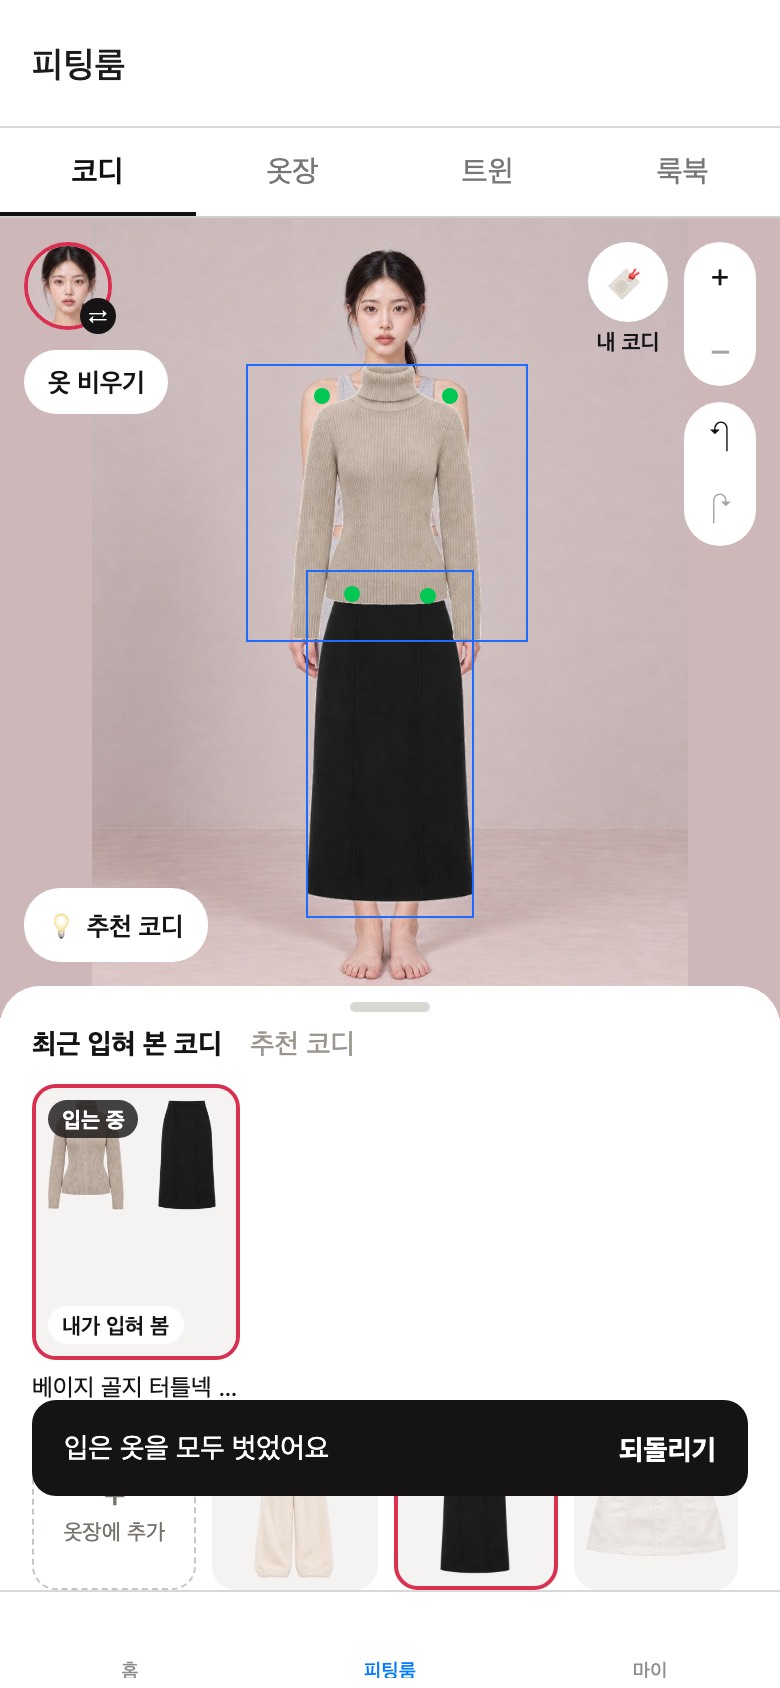 피팅룸
코디
옷장
트윈
룩북
내 코디
옷 비우기
추천 코디
최근 입혀 본 코디
추천 코디
입는 중
내가 입혀 봄
베이지 골지 터틀넥 ...
입은 옷을 모두 벗었어요
되돌리기
옷장에 추가
홈
피팅룸
마이